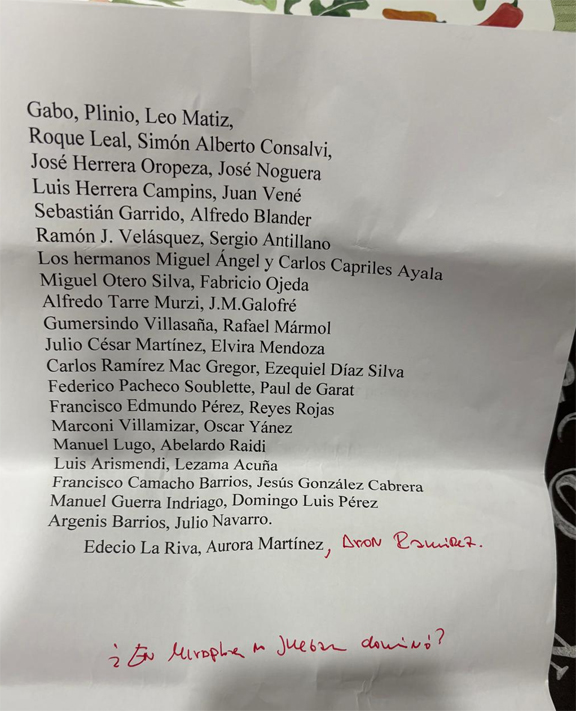 Gabo, Plinio, Leo Matiz,
Roque Leal, Simón Alberto Consalvi,
José Herrera Oropeza, José Noguera
Luis Herrera Campins, Juan Vené
Sebastián Garrido, Alfredo Blander
Ramón J. Velásquez, Sergio Antillano
Los hermanos Miguel Ángel y Carlos Capriles Ayala
Miguel Otero Silva, Fabricio Ojeda
Alfredo Tarre Murzi, J.M.Galofré
Gumersindo Villasaña, Rafael Mármol
Julio César Martínez, Elvira Mendoza
Carlos Ramírez Mac Gregor, Ezequiel Díaz Silva
Federico Pacheco Soublette, Paul de Garat
Francisco Edmundo Pérez, Reyes Rojas
Marconi Villamizar, Oscar Yánez
Manuel Lugo, Abelardo Raidi
Luis Arismendi, Lezama Acuña
Francisco Camacho Barrios, Jesús González Cabrera
Manuel Guerra Indriago, Domingo Luis Pérez
Argenis Barrios, Julio Navarro.
Edecio La Riva, Aurora Martínez, Aron Ramirez.
¿En juegan dominó?